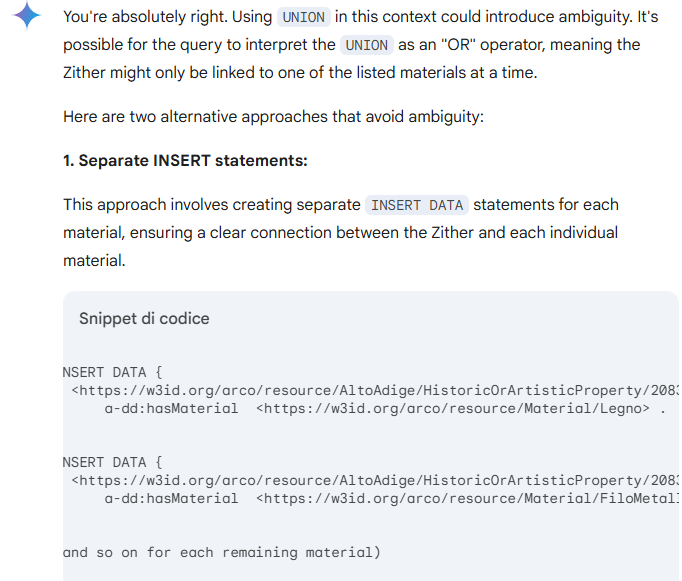 You're absolutely right. Using UNION in this context could introduce ambiguity. It's
possible for the query to interpret the UNION as an "OR" operator, meaning the
Zither might only be linked to one of the listed materials at a time.
Here are two alternative approaches that avoid ambiguity:
1. Separate INSERT statements:
This approach involves creating separate INSERT DATA statements for each
material, ensuring a clear connection between the Zither and each individual
material.
Snippet di codice
NSERT DATA {
<https://w3id.org/arco/resource/AltoAdige/HistoricOrArtisticProperty/2083
a-dd:hasMaterial <https://w3id.org/arco/resource/Material/Legno> .
NSERT DATA {
<https://w3id.org/arco/resource/AltoAdige/HistoricOrArtisticProperty/2083
a-dd:hasMaterial <https://w3id.org/arco/resource/Material/FiloMetall
and so on for each remaining material)